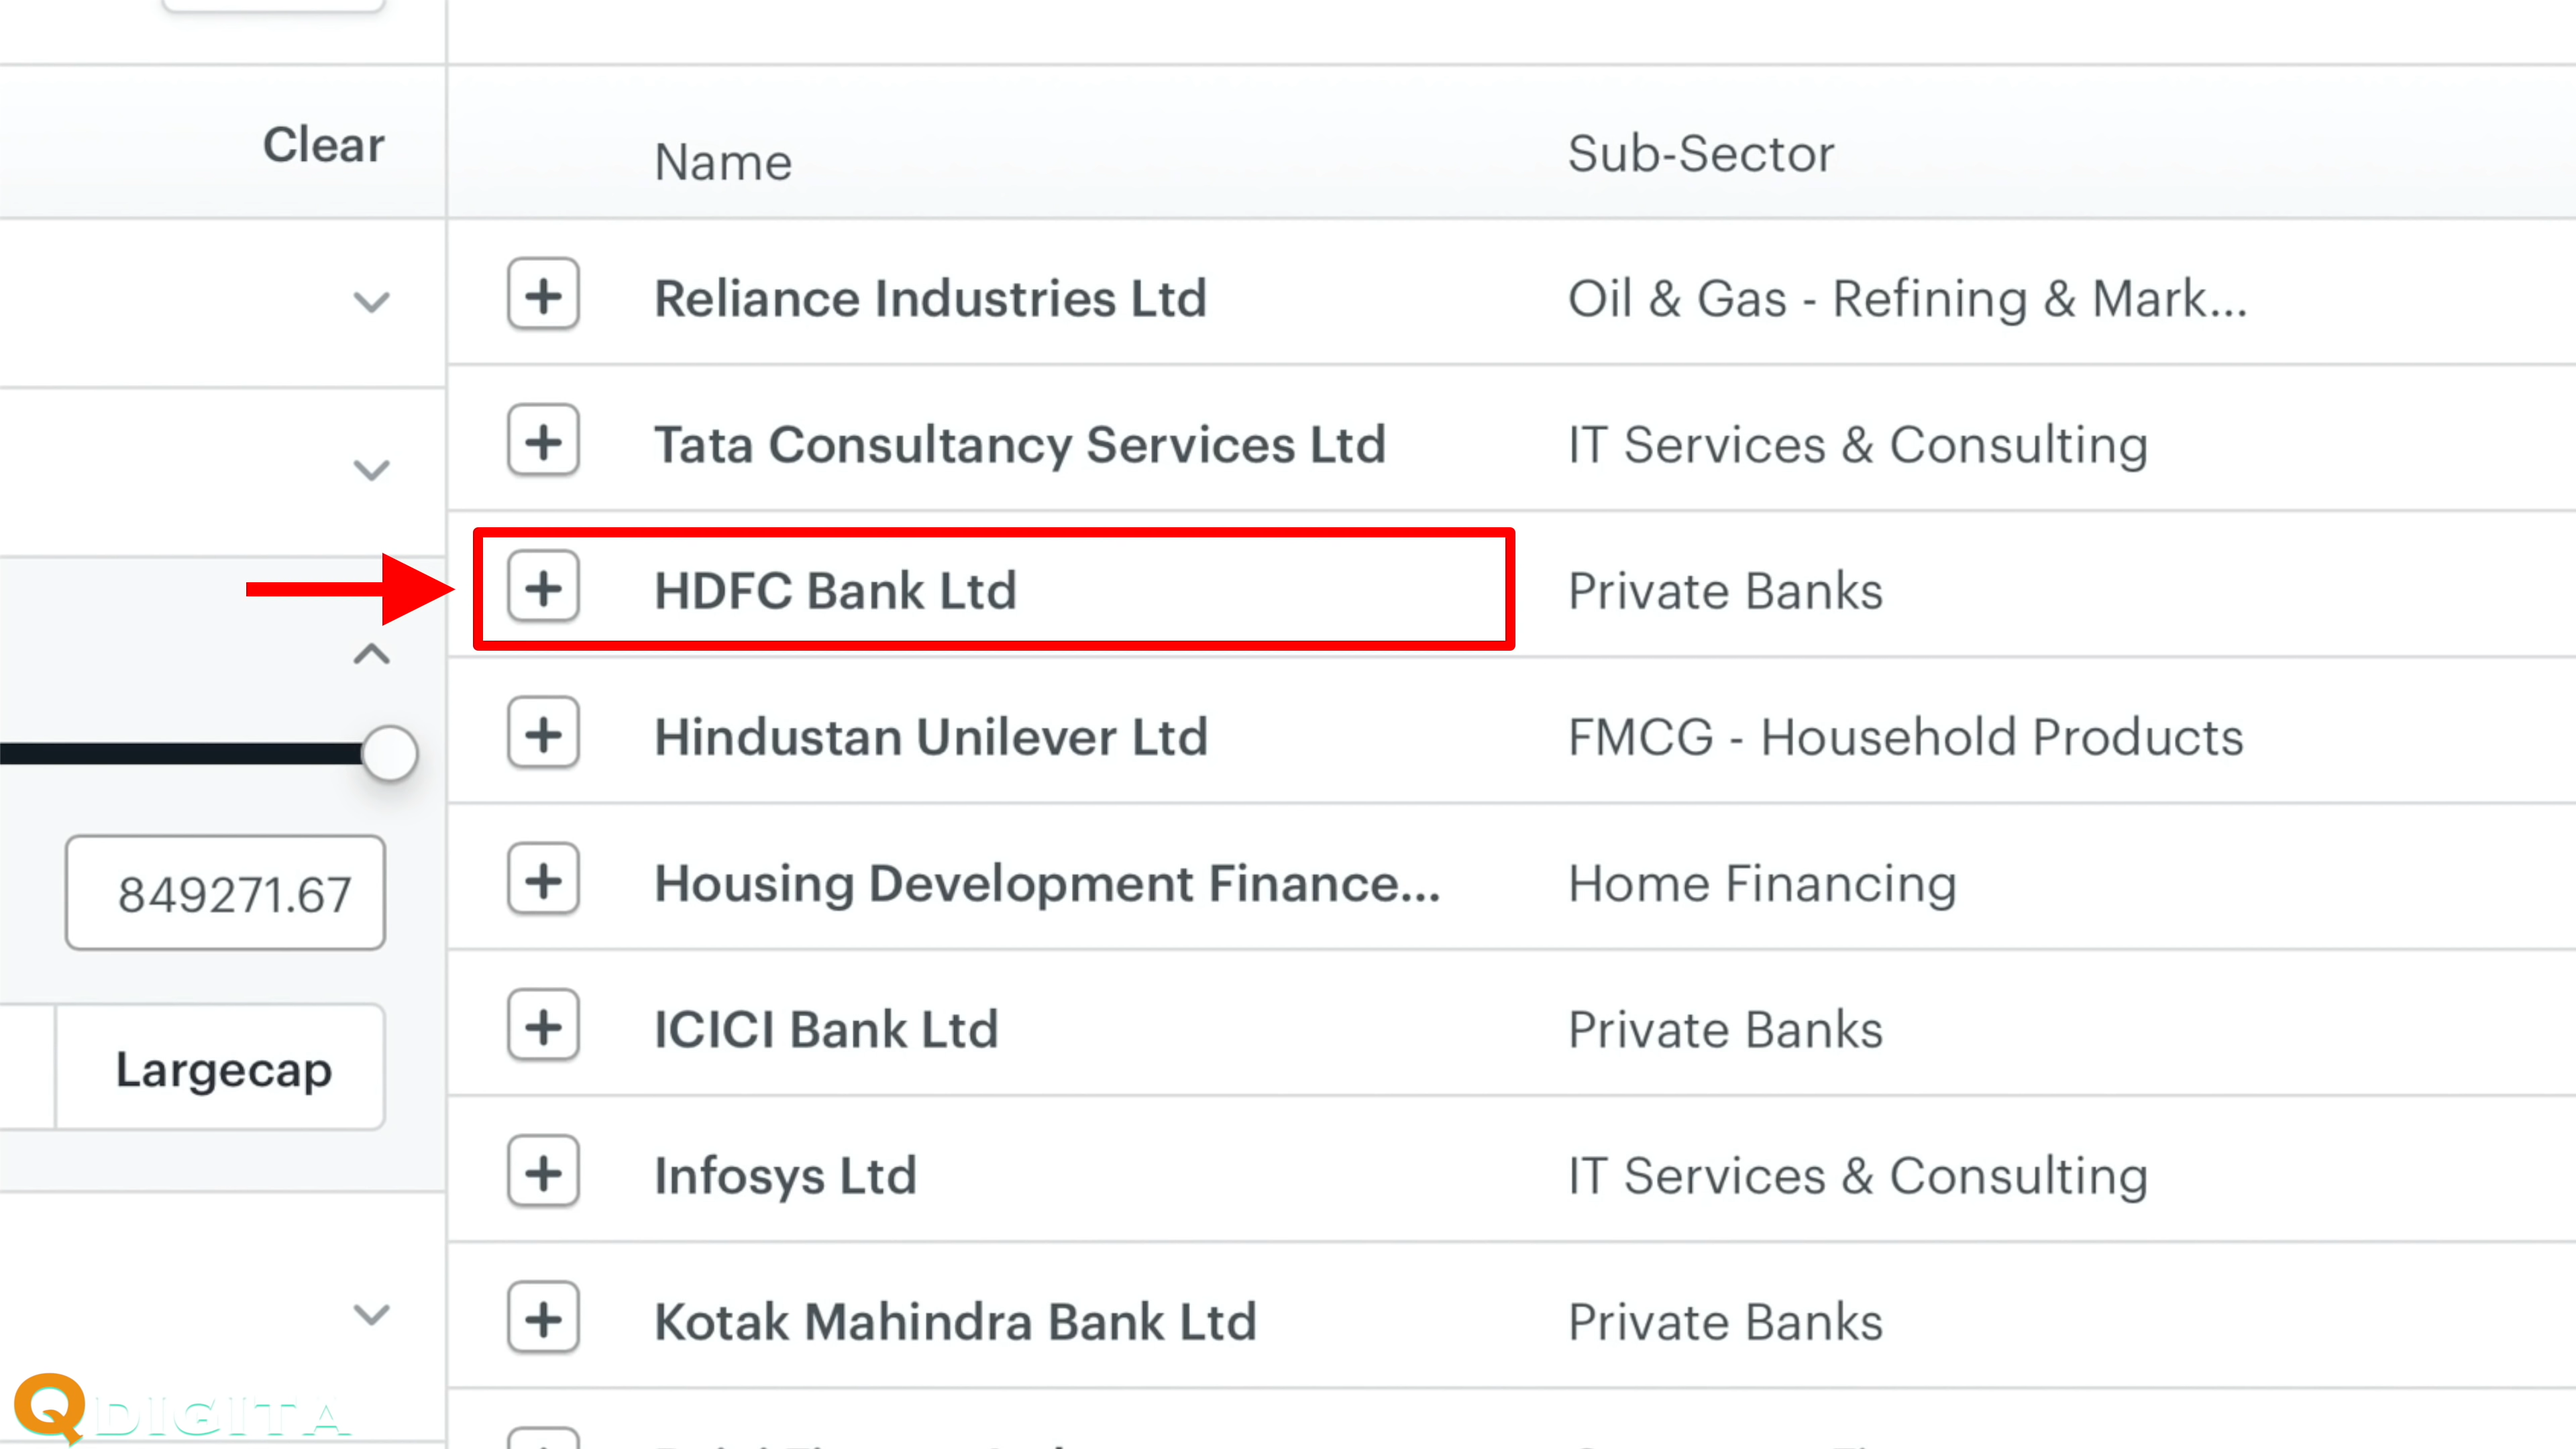 Clear
Name Sub-Sector
Reliance Industries Ltd Oil & Gas - Refining & Mark...
Tata Consultancy Services Ltd IT Services & Consulting
HDFC Bank Ltd Private Banks
Hindustan Unilever Ltd FMCG - Household Products
Housing Development Finance... Home Financing
849271.67
ICICI Bank Ltd Private Banks
Largecap
Infosys Ltd IT Services & Consulting
Kotak Mahindra Bank Ltd Private Banks
QDIGITA